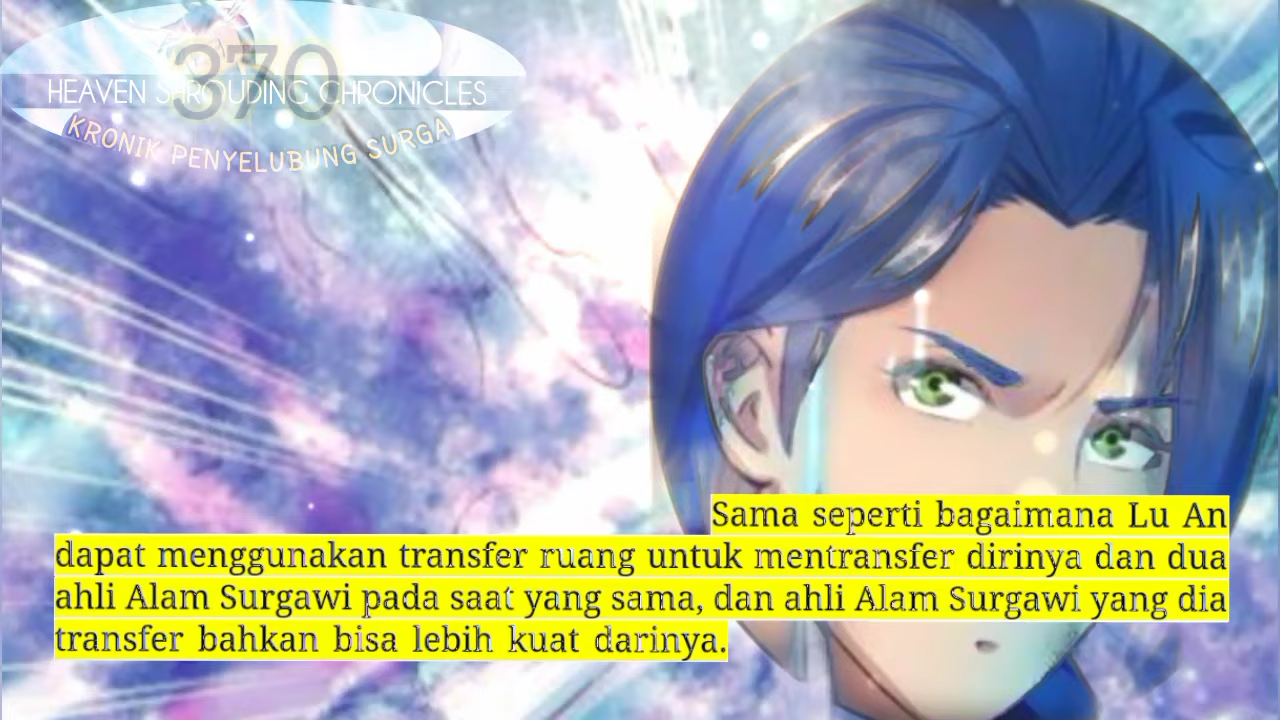 370
HEAVEN SHROUDING CHRONICLES
KRONIK PENYELUBUNG SURGA
Sama seperti bagaimana Lu An
dapat menggunakan transfer ruang untuk mentransfer dirinya dan dua
ahli Alam Surgawi pada saat yang sama, dan ahli Alam Surgawi yang dia
transfer bahkan bisa lebih kuat darinya.